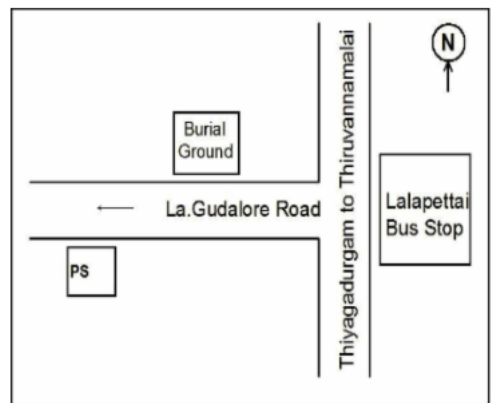 N
Burial
Ground
Thiyagadurgam to Thiruvannamalai
La.Gudalore Road
Lalapettai
Bus Stop
PS